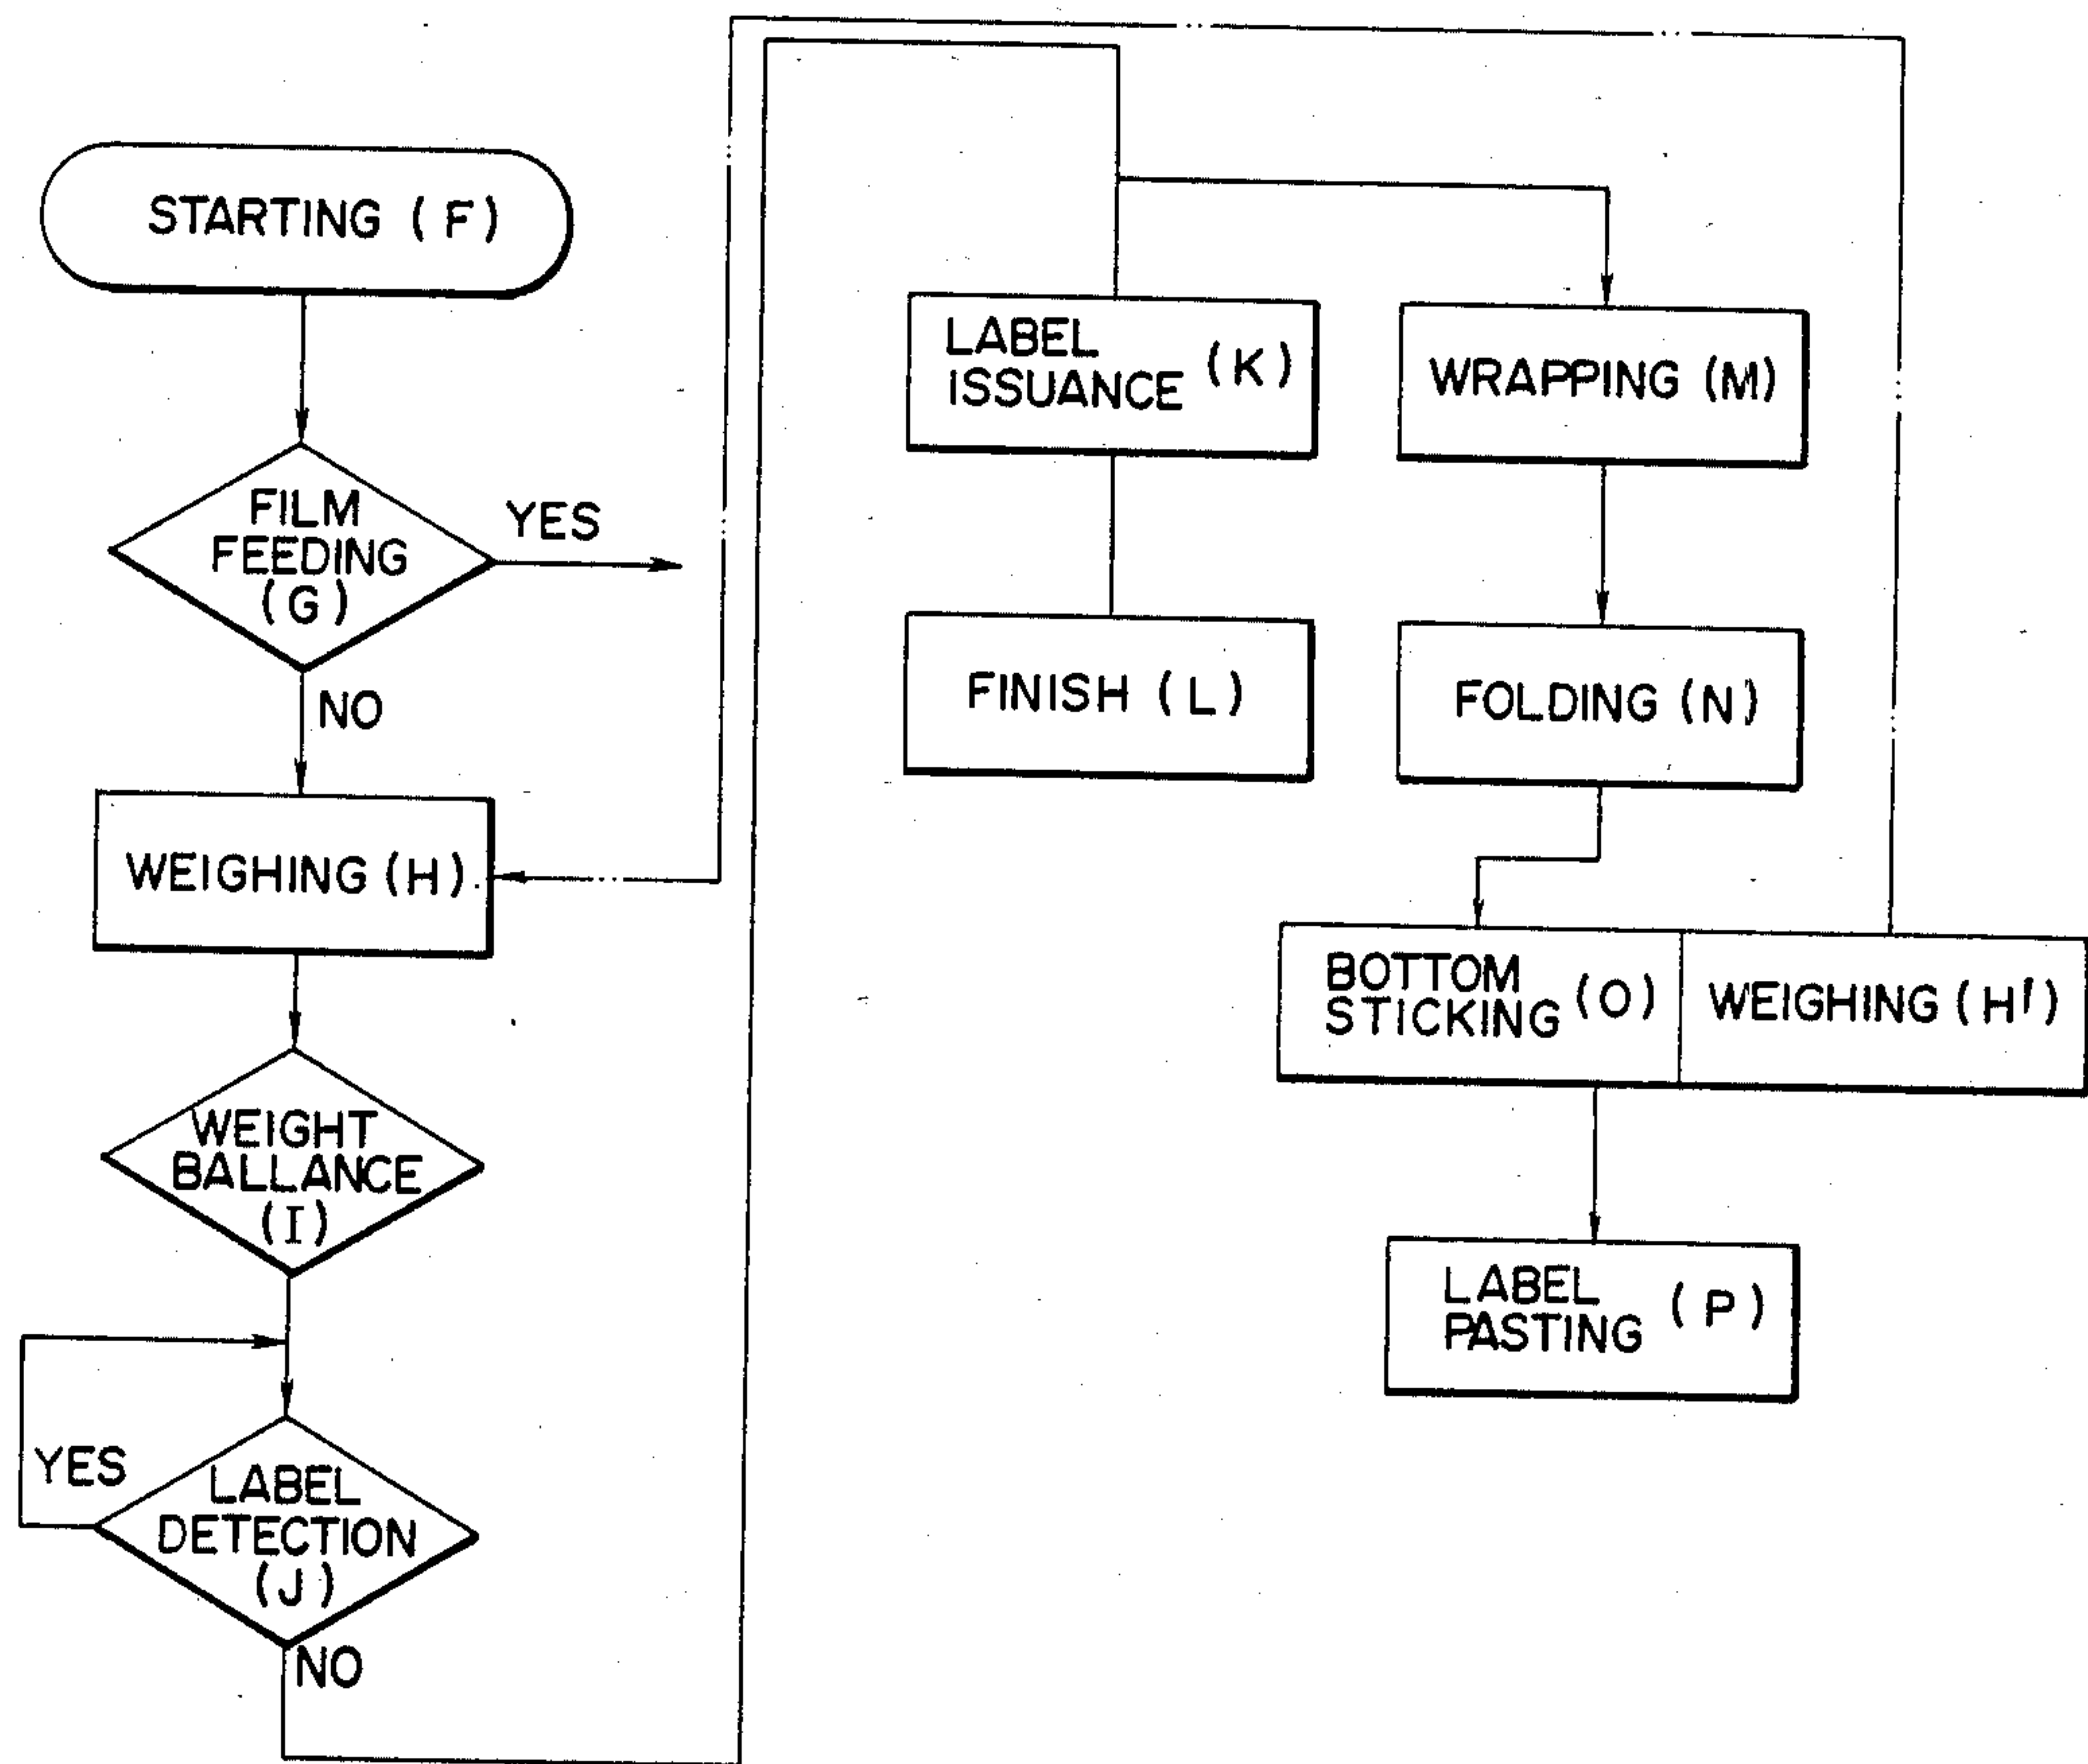 STARTING (F)
FILM
FEEDING
(G)
YES
NO
WEIGHING (H)
WEIGHT
BALLANCE
(I)
YES
LABEL
DETECTION
(J)
NO
LABEL
ISSUANCE (K)
FINISH (L)
WRAPPING (M)
FOLDING (N)
BOTTOM
STICKING (O)
WEIGHING (H')
LABEL
PASTING (P)